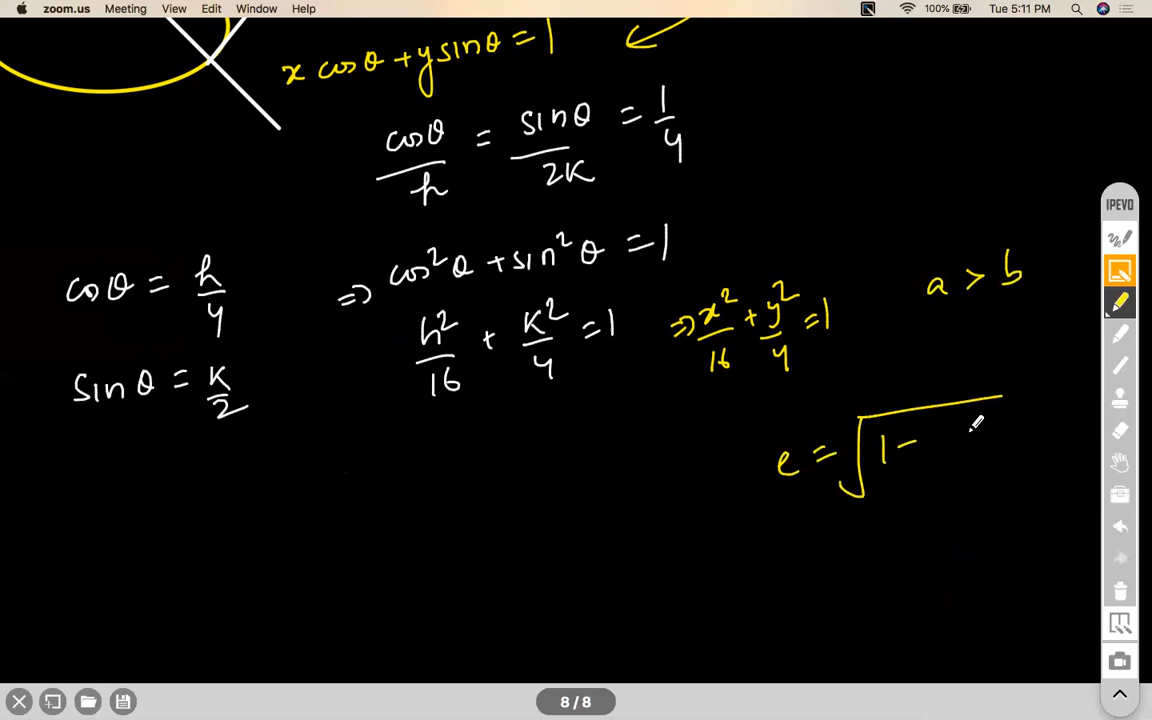 zoom.us Meeting View Edit Window Help 100% Tue 5:11 PM
x cosθ + y sinθ = 1
cosθ/h = sinθ/2K = 1/4
IPEVO
cosθ = h/4 ⇒ cos²θ + sin²θ = 1 a > b
sinθ = K/2 h²/16 + K²/4 = 1 ⇒ x²/16 + y²/4 = 1
e = √1 -
8 / 8